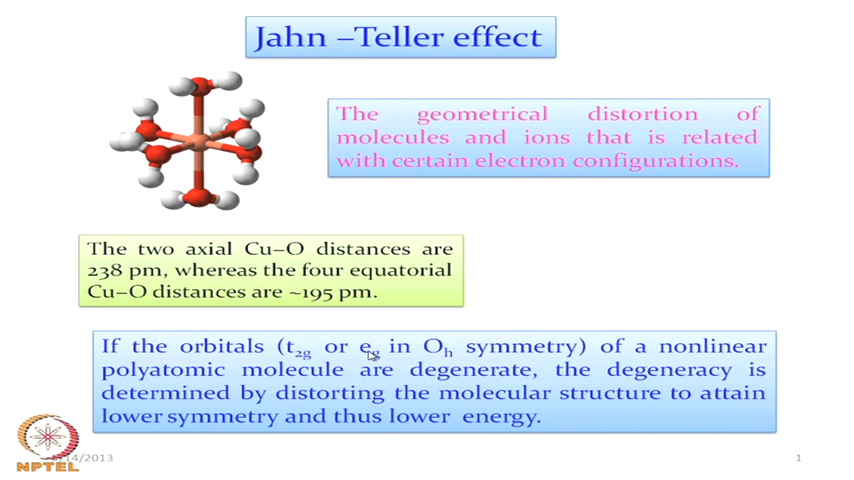 Jahn –Teller effect
The geometrical distortion of
molecules and ions that is related
with certain electron configurations.
The two axial Cu–O distances are
238 pm, whereas the four equatorial
Cu–O distances are ~195 pm.
If the orbitals (t2g or eg in Oh symmetry) of a nonlinear
polyatomic molecule are degenerate, the degeneracy is
determined by distorting the molecular structure to attain
lower symmetry and thus lower energy.
NPTEL
/14/2013
1